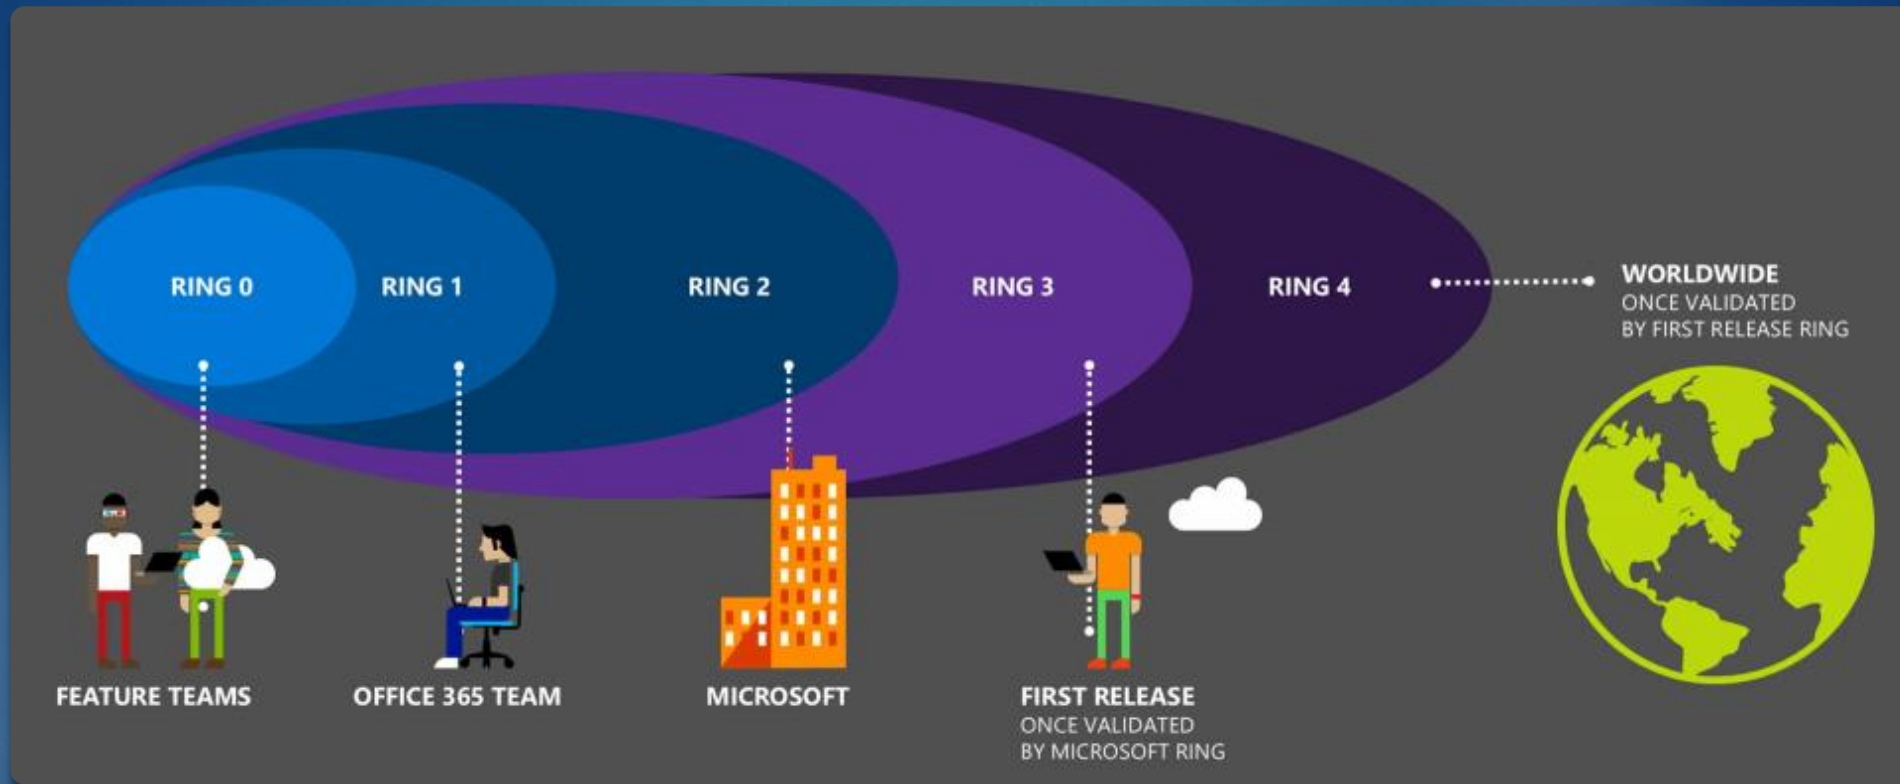 RING 0
RING 1
RING 2
RING 3
RING 4
WORLDWIDE
ONCE VALIDATED
BY FIRST RELEASE RING
FEATURE TEAMS
OFFICE 365 TEAM
MICROSOFT
FIRST RELEASE
ONCE VALIDATED
BY MICROSOFT RING